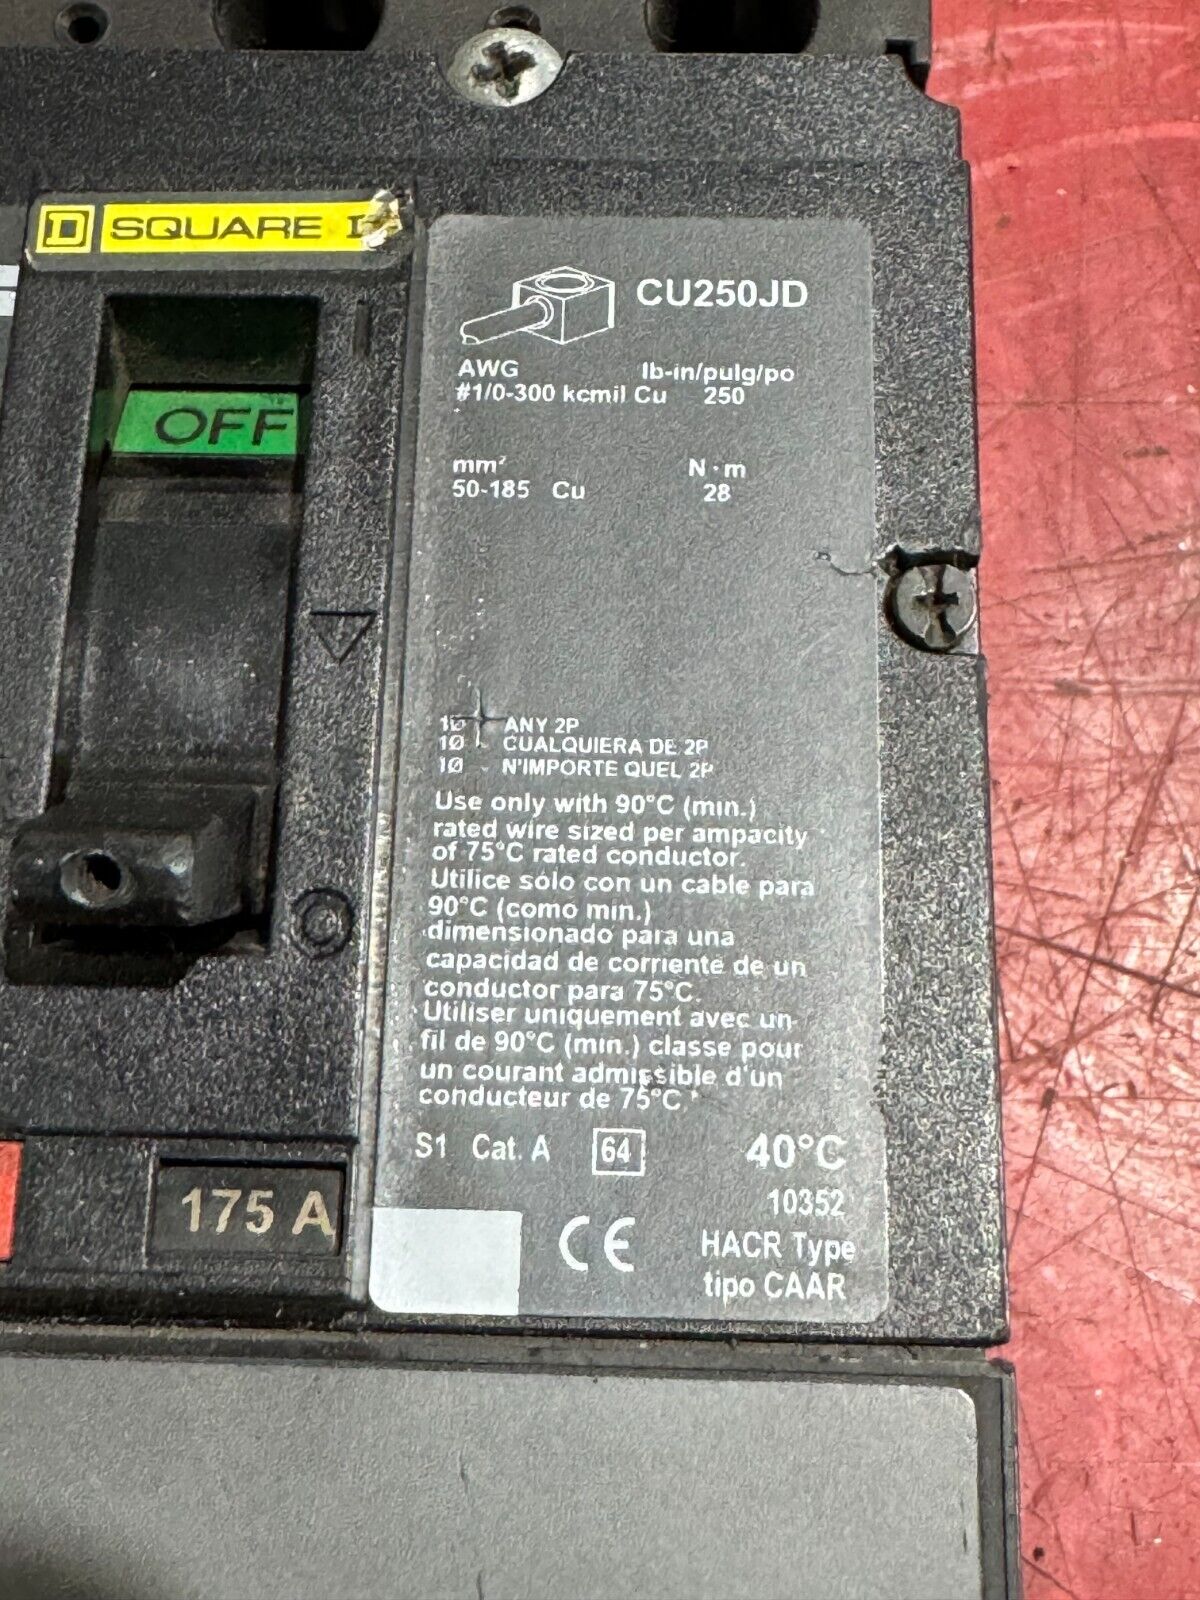 SQUARE D
OFF
CU250JD
AWG lb-in/pulg/po
#1/0-300 kcmil Cu 250
mm² N·m
50-185 Cu 28
1Ø - ANY 2P
1Ø - CUALQUIERA DE 2P
1Ø - N'IMPORTE QUEL 2P
Use only with 90°C (min.)
rated wire sized per ampacity
of 75°C rated conductor.
Utilice sólo con un cable para
90°C (como min.)
dimensionado para una
capacidad de corriente de un
conductor para 75°C.
Utiliser uniquement avec un
fil de 90°C (min.) classe pour
un courant admissible d'un
conducteur de 75°C.
S1 Cat. A 64 40°C
10352
175 A
CE
HACR Type
tipo CAAR